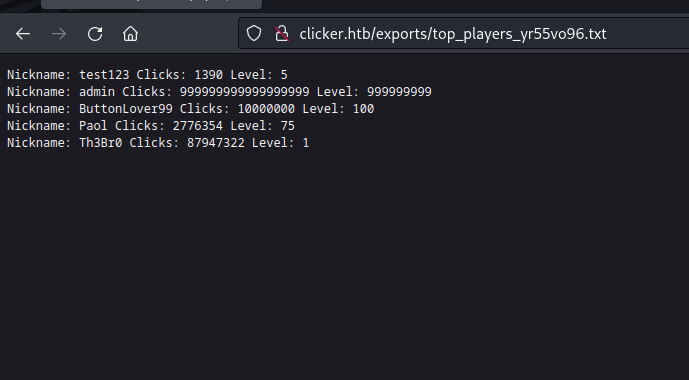 clicker.htb/exports/top_players_yr55vo96.txt
Nickname: test123 Clicks: 1390 Level: 5
Nickname: admin Clicks: 999999999999999999 Level: 999999999
Nickname: ButtonLover99 Clicks: 10000000 Level: 100
Nickname: Paol Clicks: 2776354 Level: 75
Nickname: Th3Br0 Clicks: 87947322 Level: 1